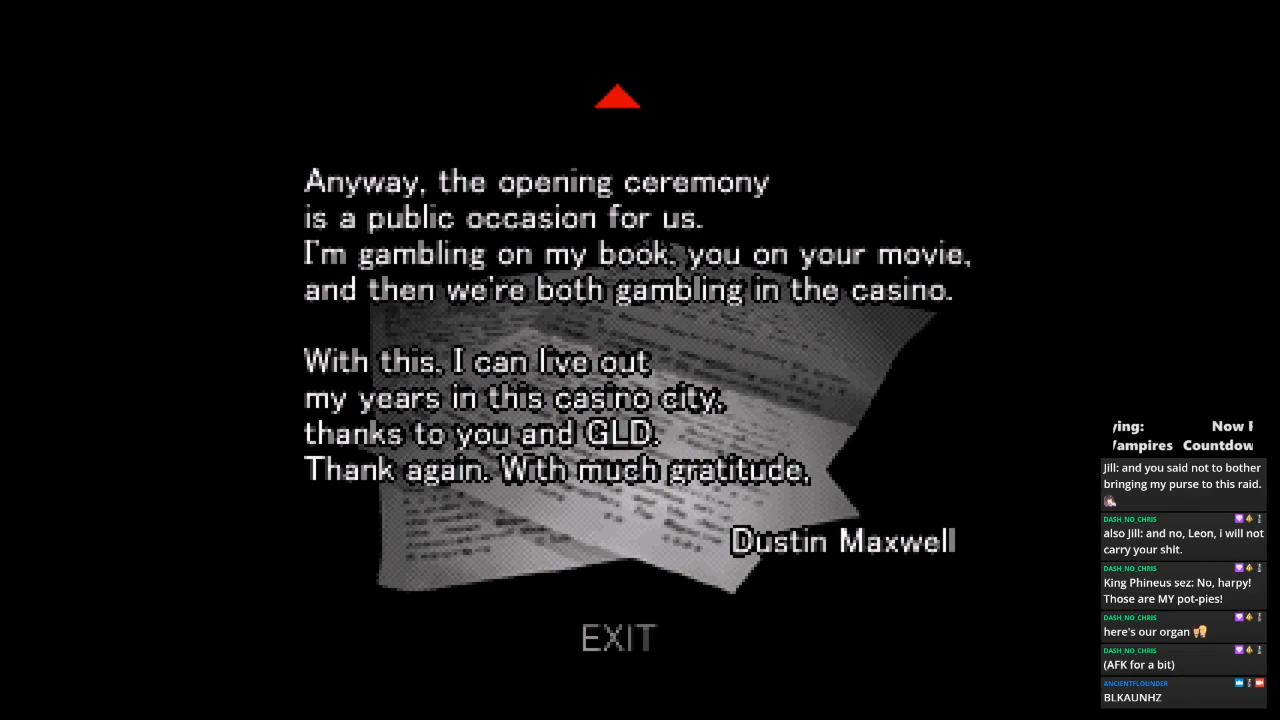 Anyway, the opening ceremony
is a public occasion for us.
I'm gambling on my book, you on your movie,
and then we're both gambling in the casino.
With this, I can live out
my years in this casino city,
thanks to you and GLD.
Thank again. With much gratitude,
Dustin Maxwell
EXIT
ying: Now
Vampires Countdow
Jill: and you said not to bother
bringing my purse to this raid.
DASH_NO_CHRIS
also Jill: and no, Leon, i will not
carry your shit.
DASH_NO_CHRIS
King Phineus sez: No, harpy!
Those are MY pot-pies!
DASH_NO_CHRIS
here's our organ
DASH_NO_CHRIS
(AFK for a bit)
ANCIENTFLOUNDER
BLKAUNHZ